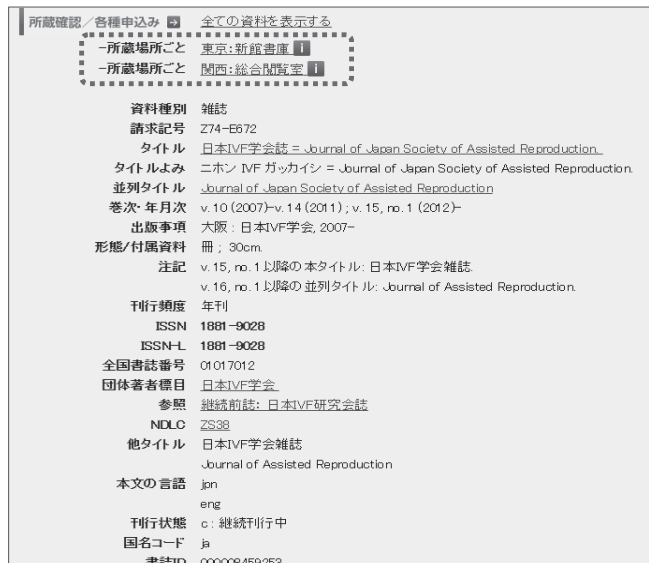 所蔵確認/各種申込み 全ての資料を表示する
-所蔵場所ごと 東京:新館書庫 i
-所蔵場所ごと 関西:総合閲覧室 i
資料種別 雑誌
請求記号 Z74-E672
タイトル 日本IVF学会誌 = Journal of Japan Society of Assisted Reproduction.
タイトルよみ ニホン IVF ガッカイシ = Journal of Japan Society of Assisted Reproduction.
並列タイトル Journal of Japan Society of Assisted Reproduction
巻次・年月次 v. 10 (2007)-v. 14 (2011) ; v. 15, no. 1 (2012)-
出版事項 大阪 : 日本IVF学会, 2007-
形態/付属資料 冊 ; 30cm.
注記 v. 15, no. 1 以降の本タイトル: 日本IVF学会雑誌.
v. 16, no. 1 以降の並列タイトル: Journal of Assisted Reproduction.
刊行頻度 年刊
ISSN 1881-9028
ISSN-L 1881-9028
全国書誌番号 01017012
団体著者標目 日本IVF学会
参照 継続前誌: 日本IVF研究会誌
NDLC ZS38
他タイトル 日本IVF学会雑誌
Journal of Assisted Reproduction
本文の言語 jpn
eng
刊行状態 c : 継続刊行中
国名コード ja
書誌ID 000008459253